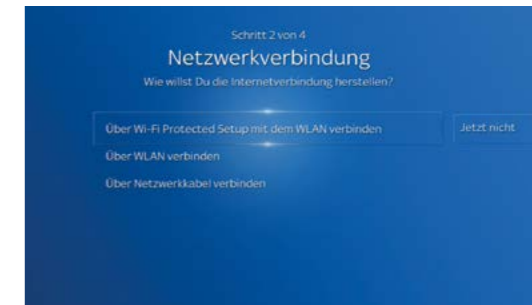 Schritt 2 von 4
Netzwerkverbindung
Wie willst Du die Internetverbindung herstellen?
Über Wi-Fi Protected Setup mit dem WLAN verbinden
Jetzt nicht
Über WLAN verbinden
Über Netzwerkkabel verbinden